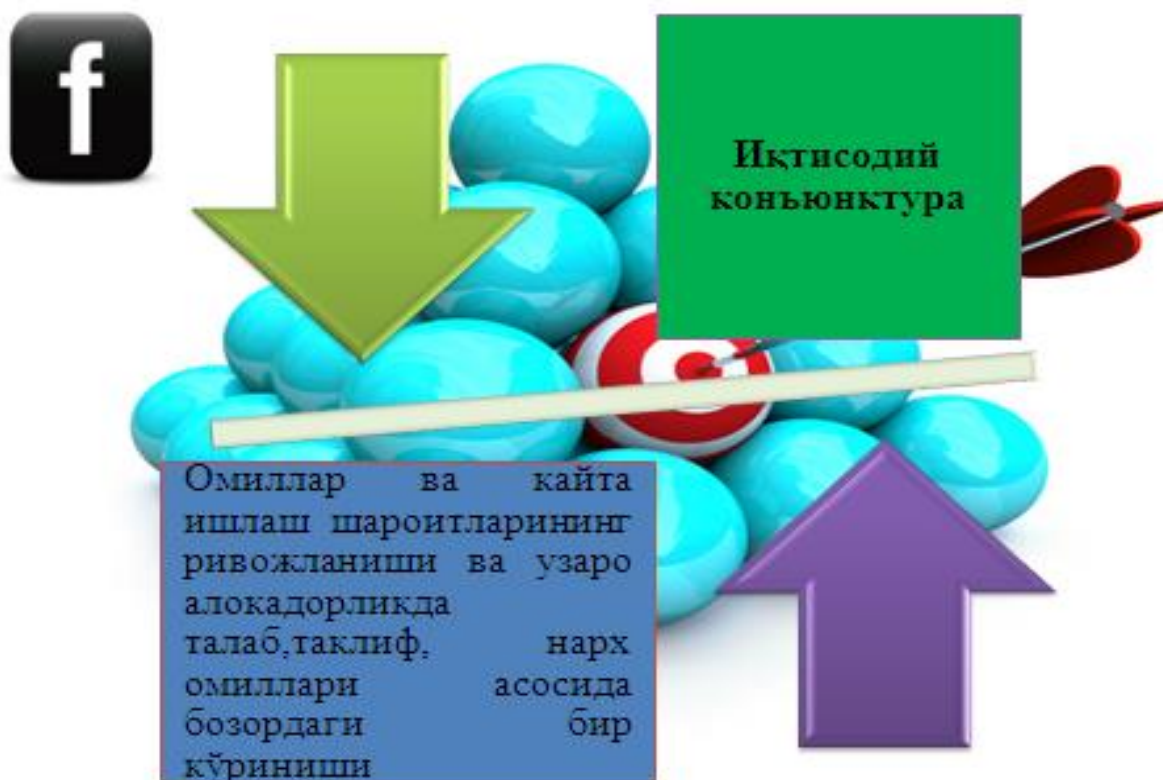 f
Иқтисодий
конъюнктура
Омиллар ва кайта
ишлаш шароитларининг
ривожланиши ва узаро
алокадорликда
талаб,таклиф, нарх
омиллари асосида
бозордаги бир
кўриниши